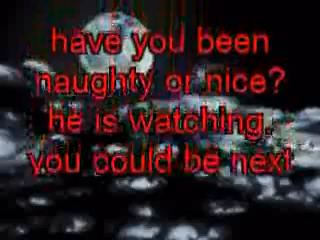 have you been
naughty or nice?
he is watching.
you could be next